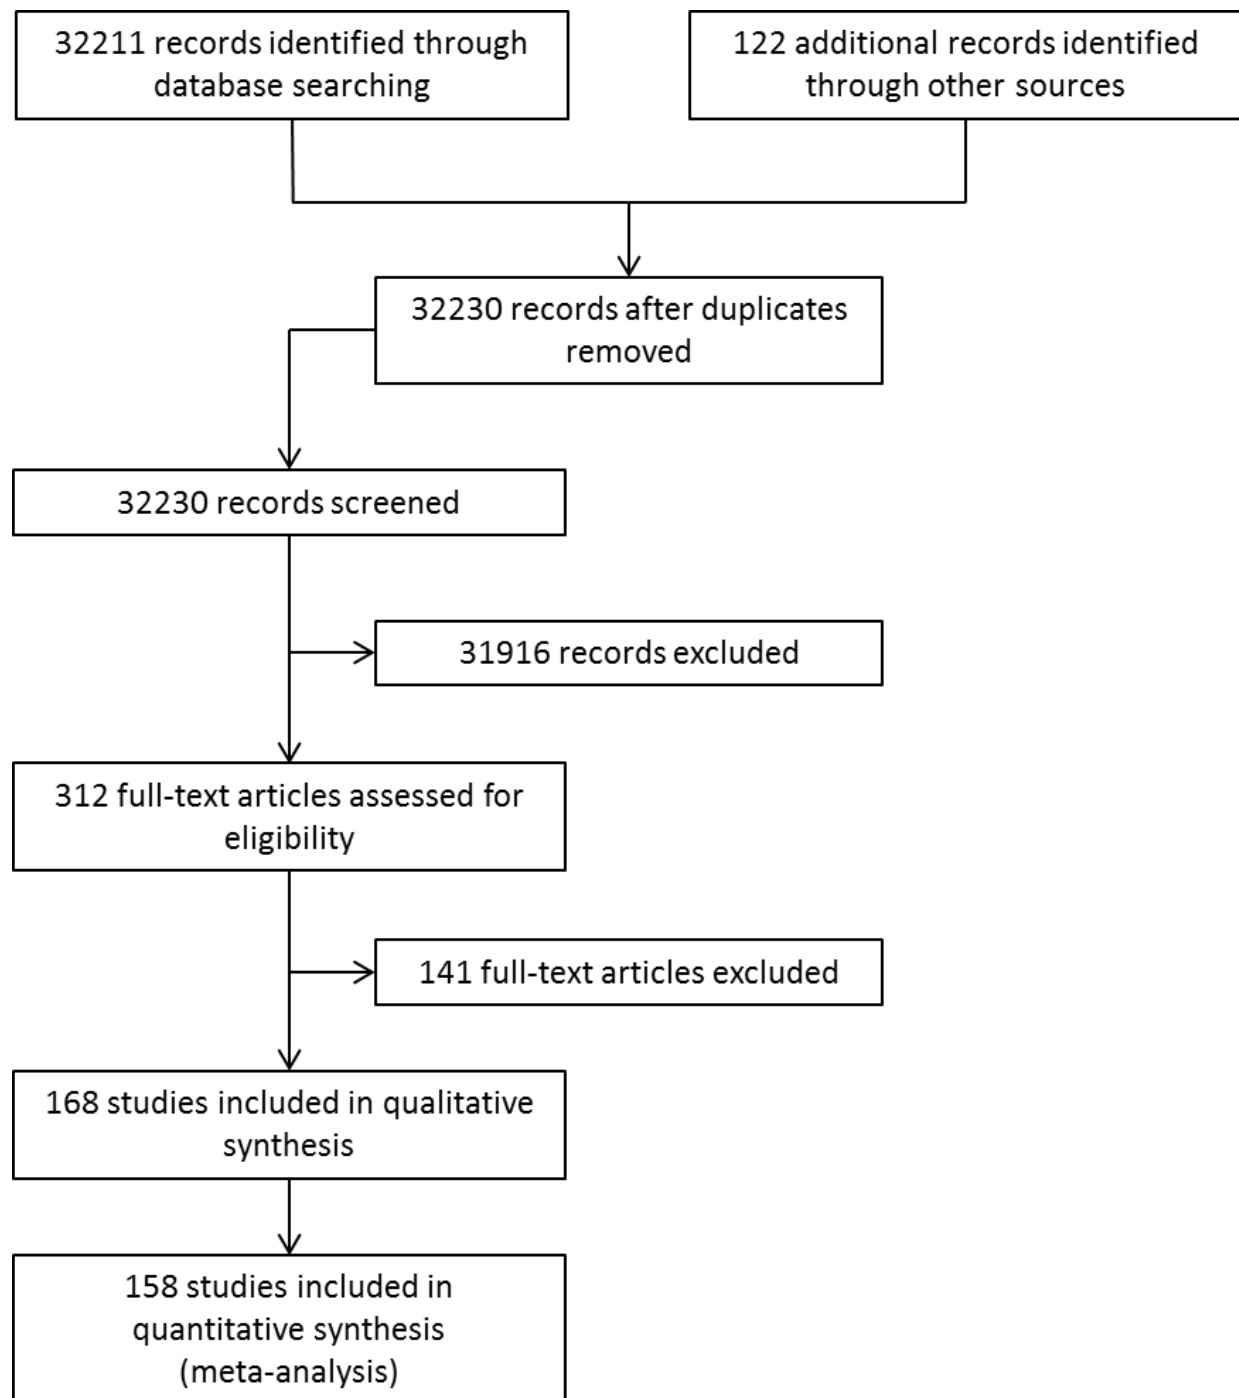 32211 records identified through
database searching
122 additional records identified
through other sources
32230 records after duplicates
removed
32230 records screened
31916 records excluded
312 full-text articles assessed for
eligibility
141 full-text articles excluded
168 studies included in qualitative
synthesis
158 studies included in
quantitative synthesis
(meta-analysis)